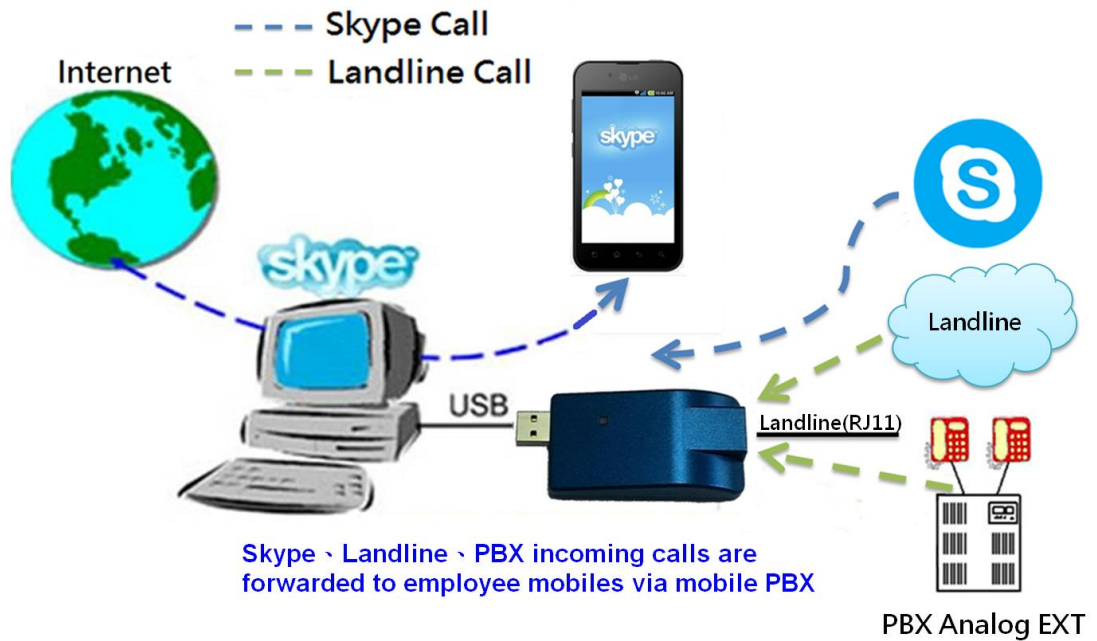 Skype Call
Landline Call
Internet
LG
skype
S
skype
Landline
USB
Landline(RJ11)
Skype、Landline、PBX incoming calls are
forwarded to employee mobiles via mobile PBX
PBX Analog EXT